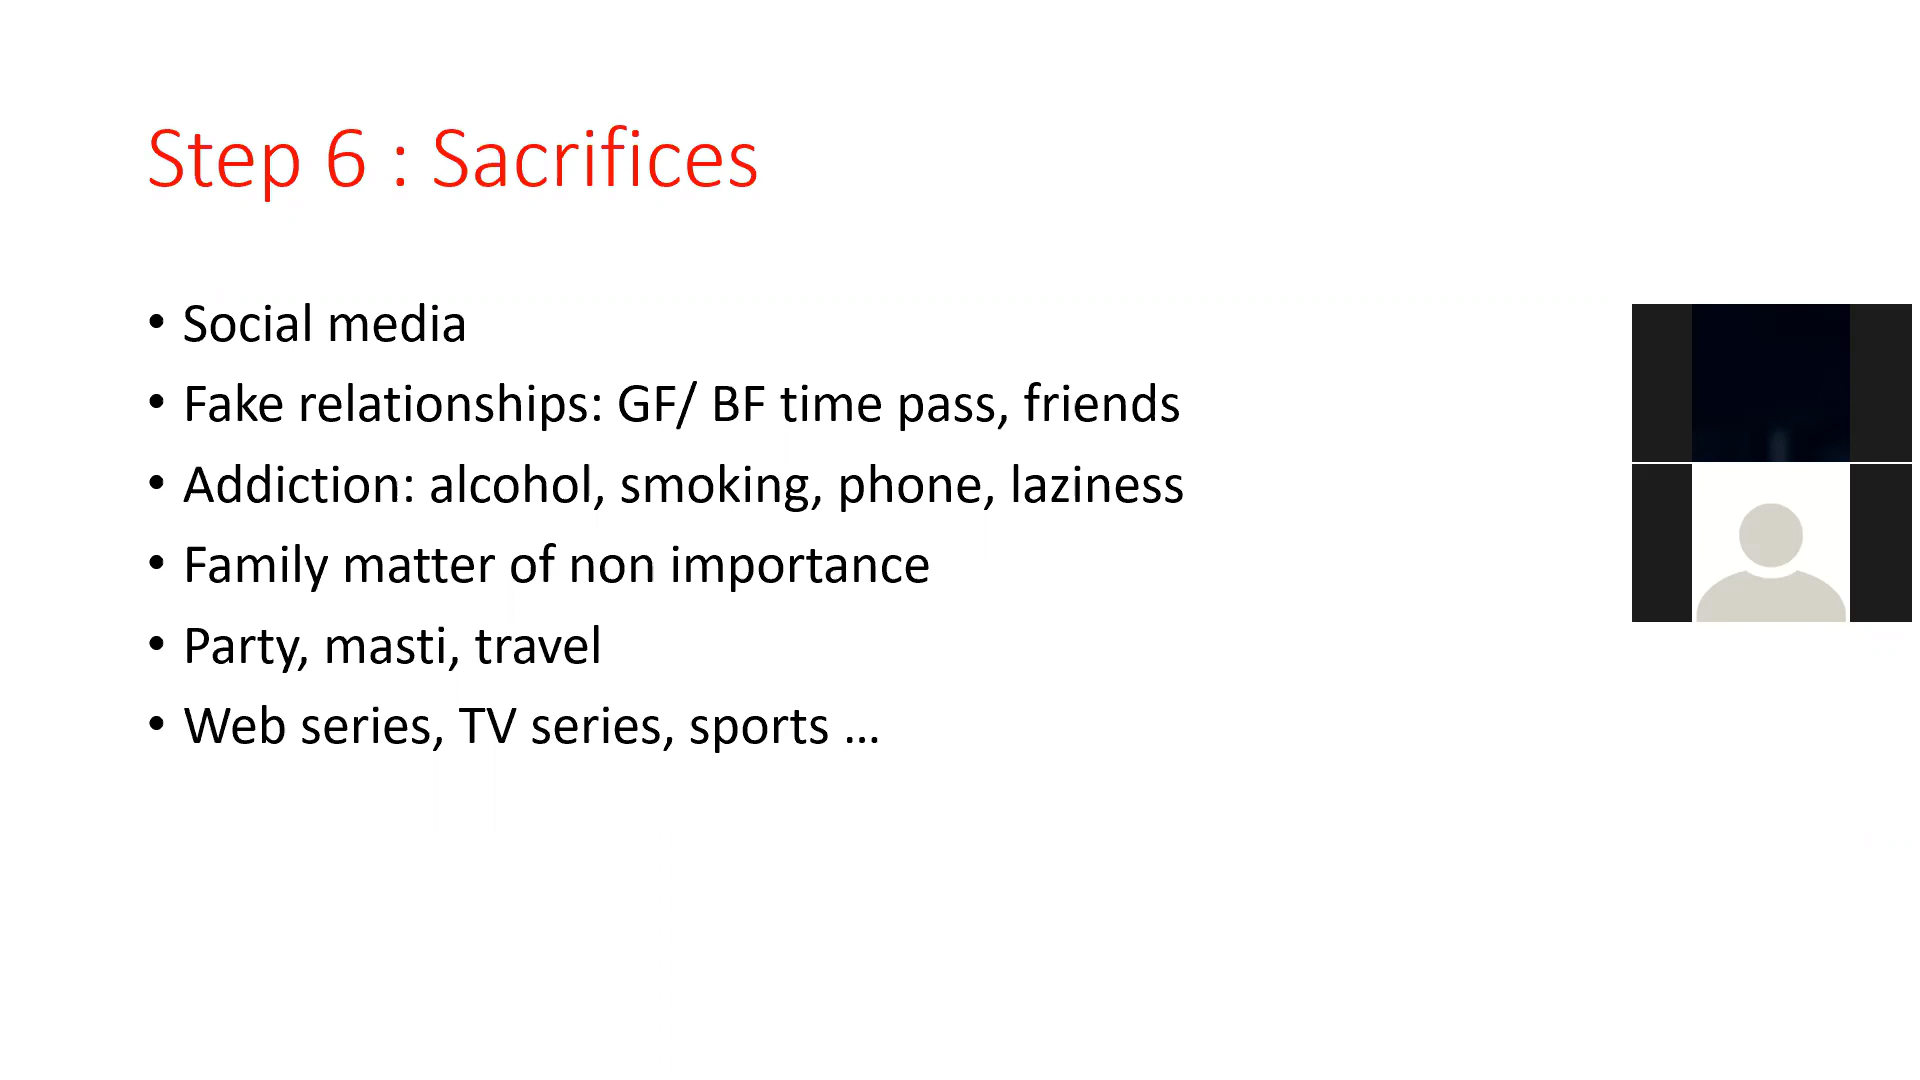 Step 6 : Sacrifices
• Social media
• Fake relationships: GF/ BF time pass, friends
• Addiction: alcohol, smoking, phone, laziness
• Family matter of non importance
• Party, masti, travel
• Web series, TV series, sports ...